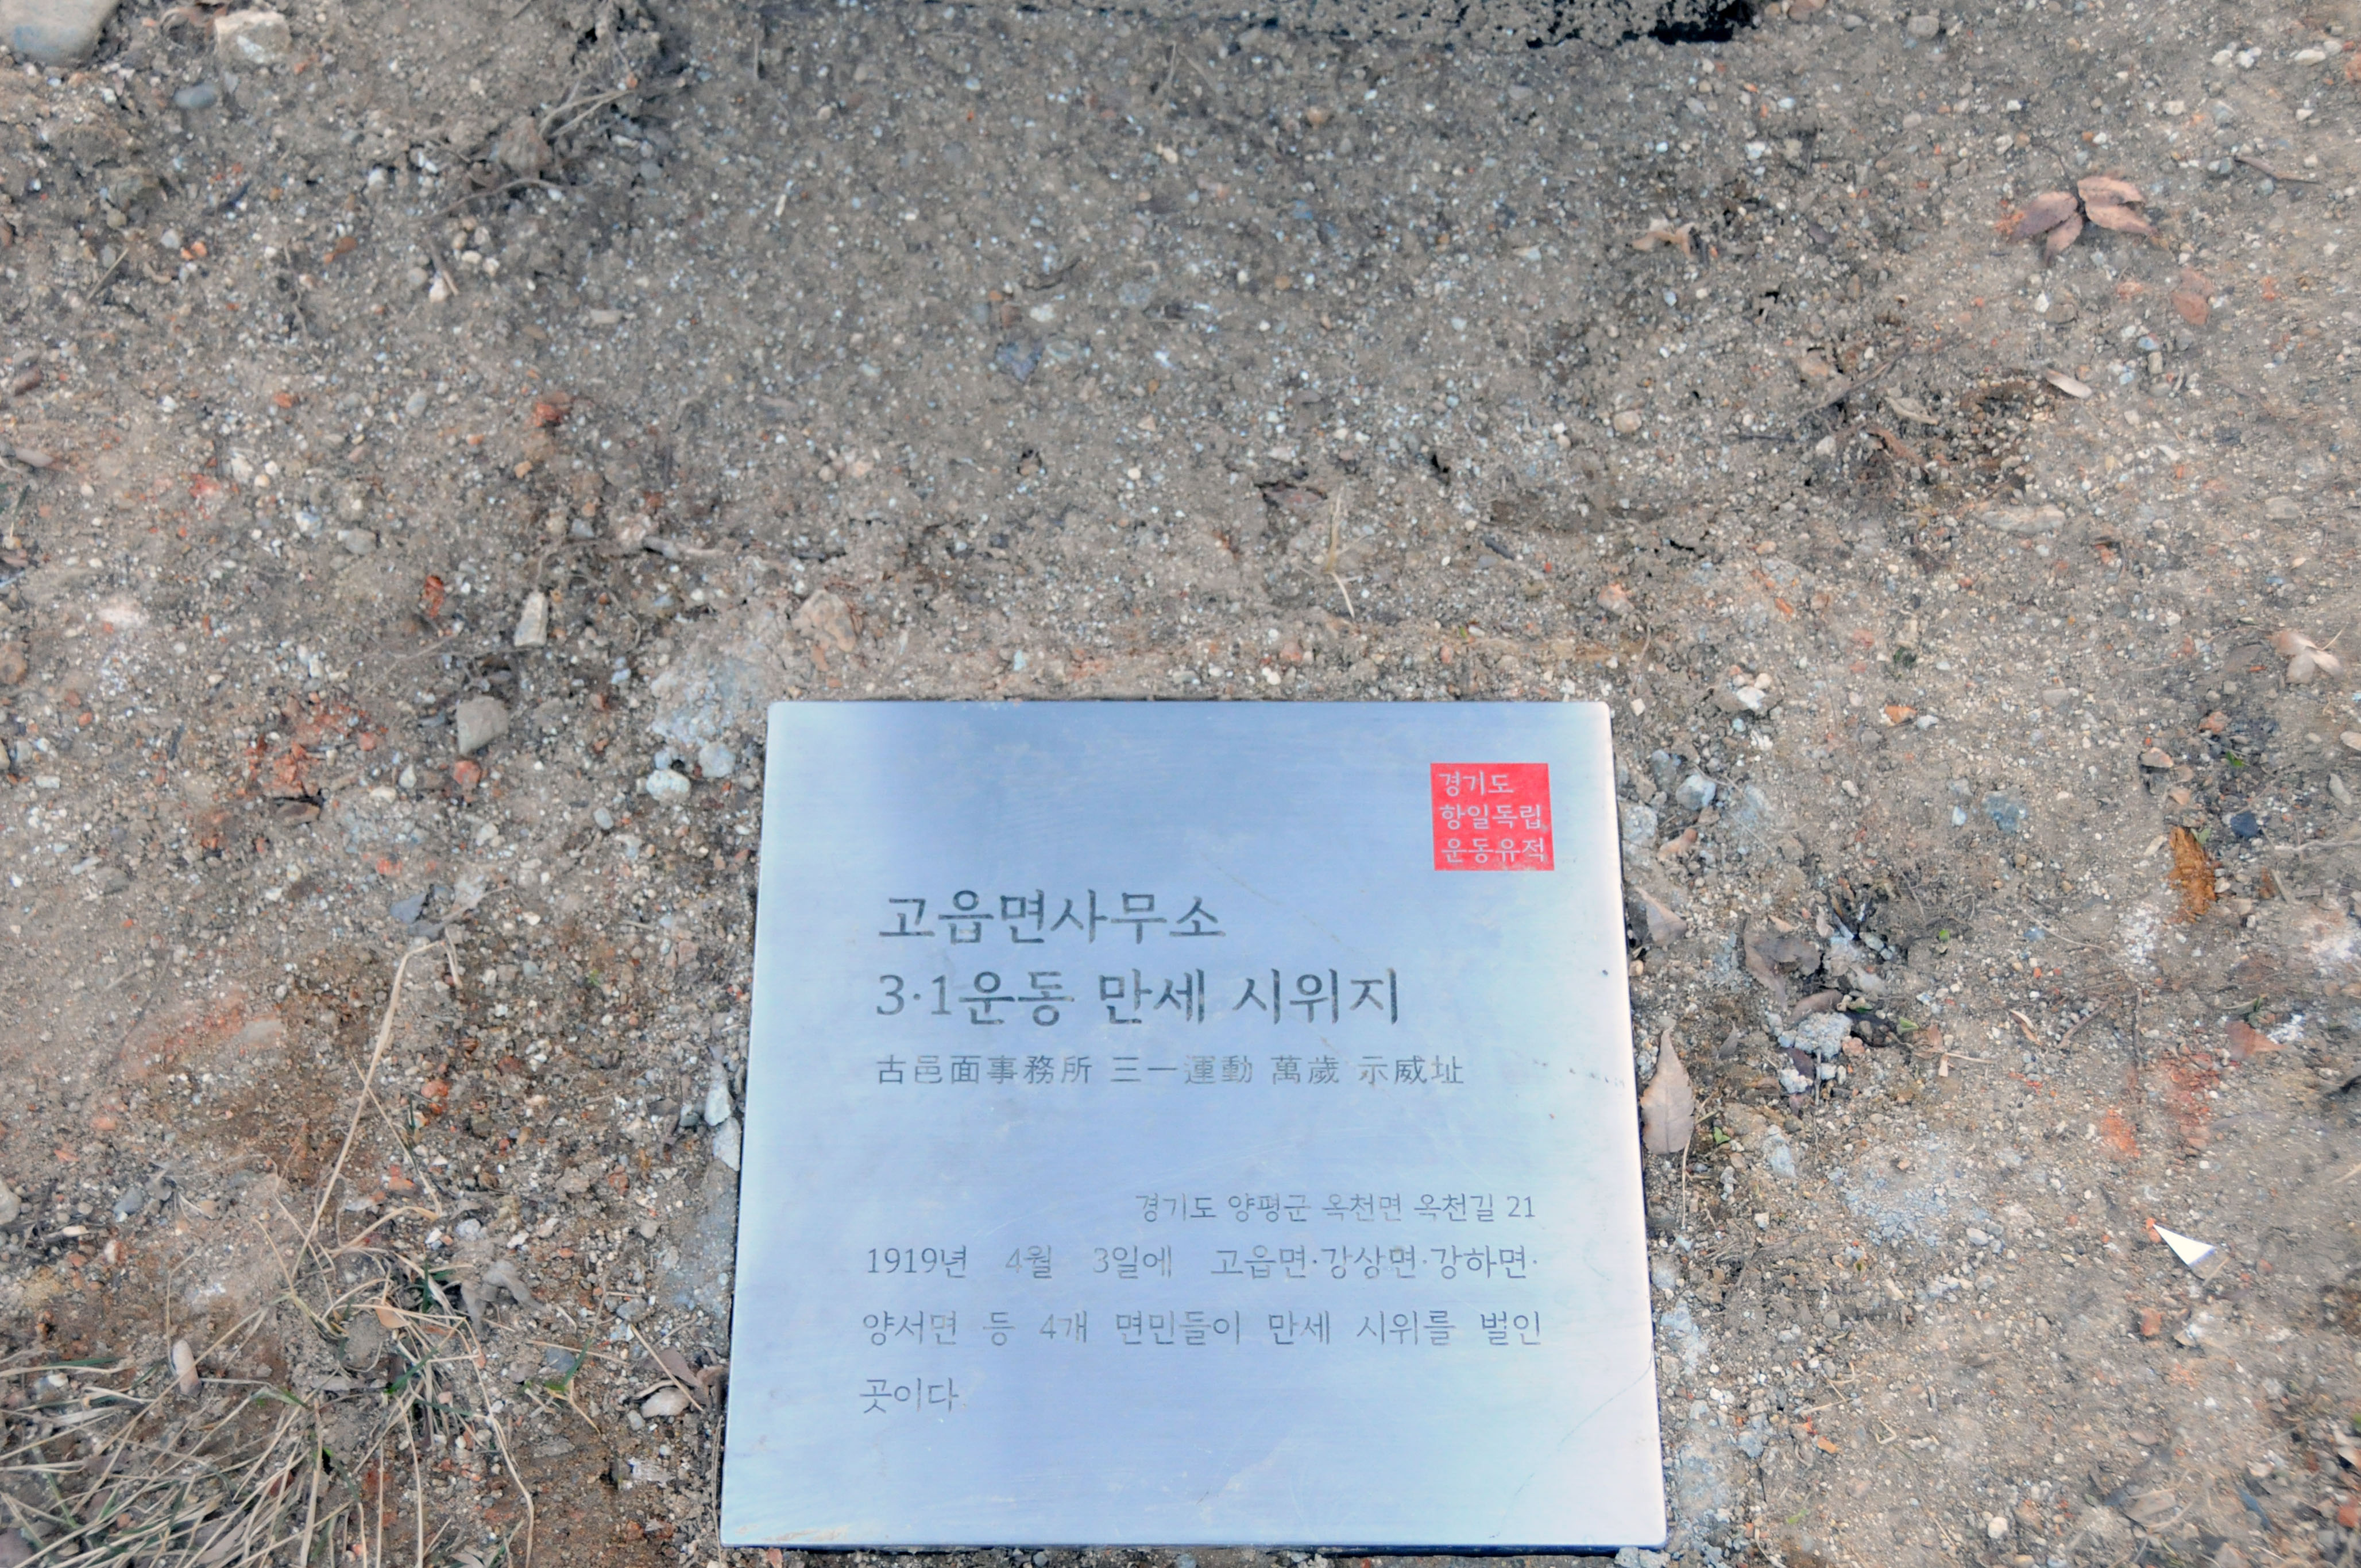 경기도
항일독립
운동유적
고읍면사무소
3·1운동 만세 시위지
古邑面事務所 三一運動 萬歲 示威址
경기도 양평군 옥천면 옥천길 21
1919년 4월 3일에 고읍면·강상면·강하면·
양서면 등 4개 면민들이 만세 시위를 벌인
곳이다.